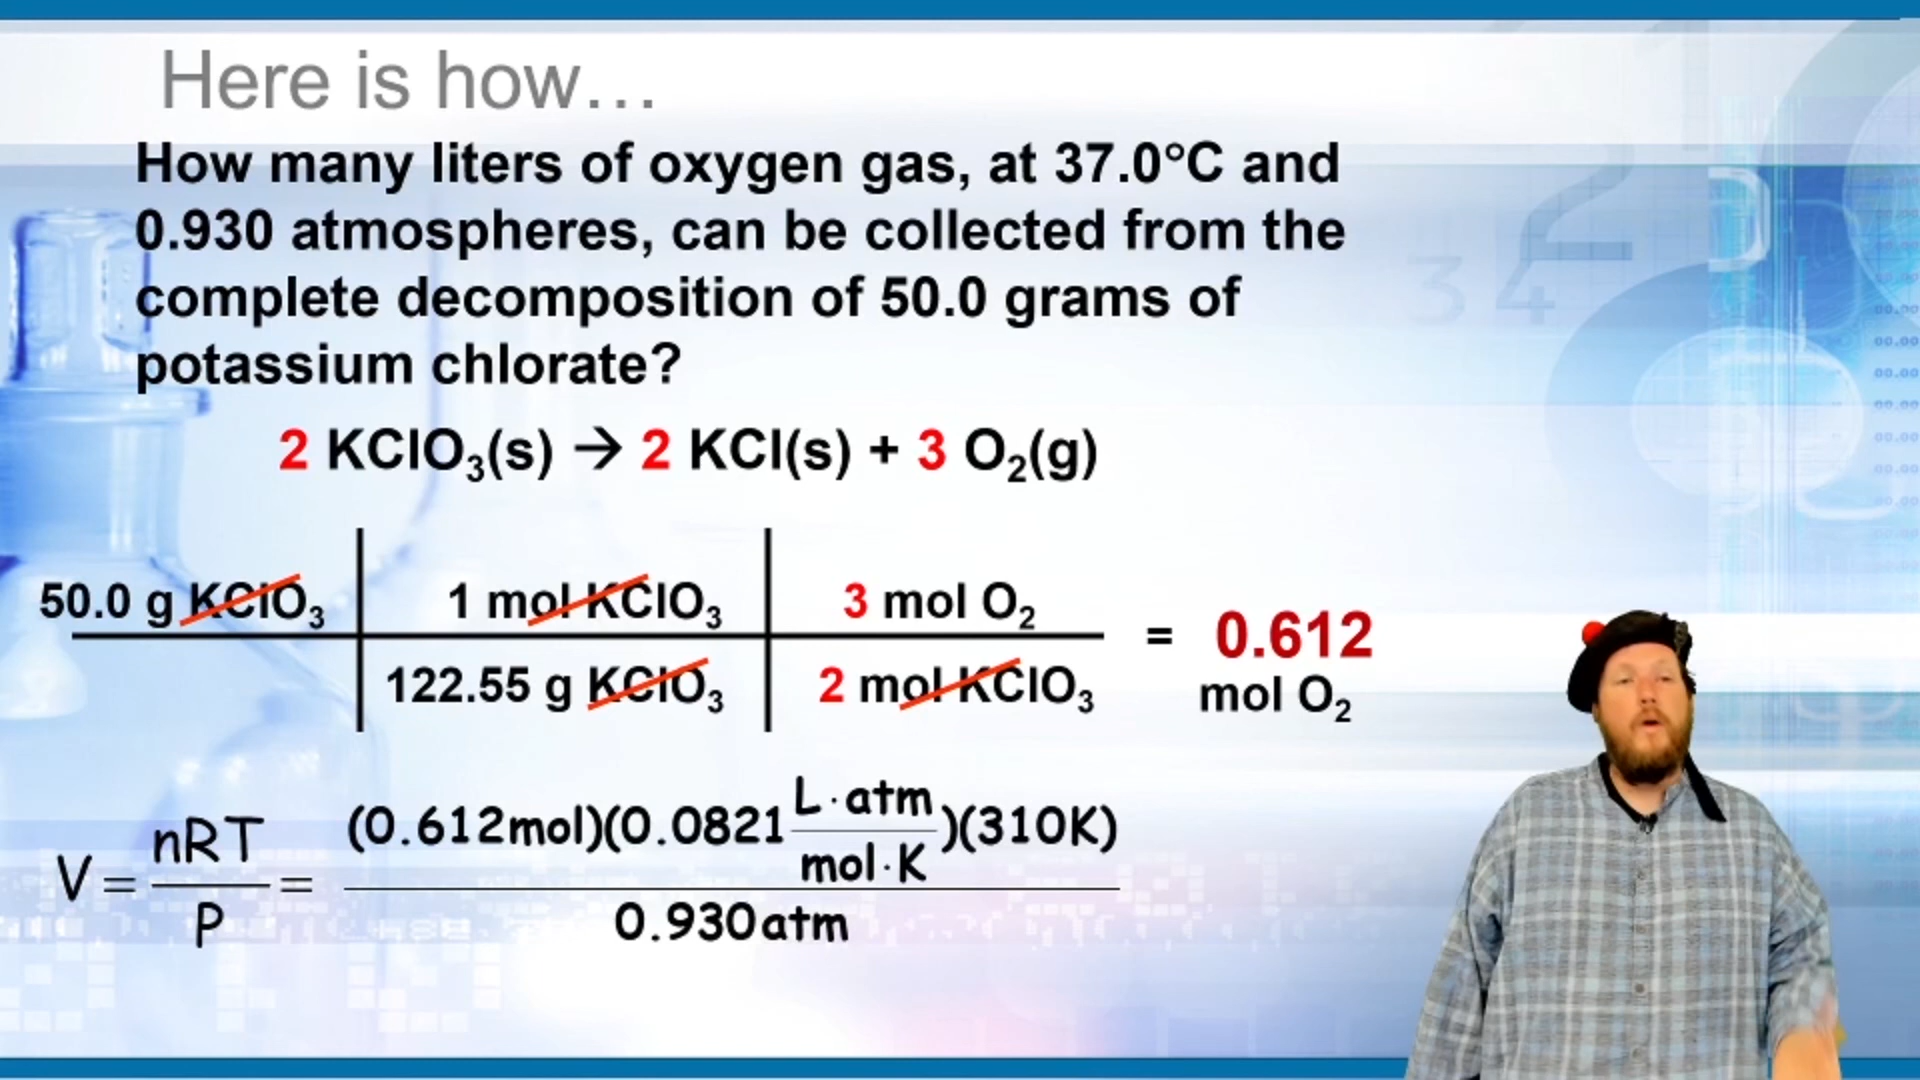 Here is how...
How many liters of oxygen gas, at 37.0°C and
0.930 atmospheres, can be collected from the
complete decomposition of 50.0 grams of
potassium chlorate?
2 KClO₃(s) → 2 KCl(s) + 3 O₂(g)
50.0 g KClO₃ | 1 mol KClO₃ | 3 mol O₂
122.55 g KClO₃ | 2 mol KClO₃
= 0.612
mol O₂
V = nRT / P = (0.612mol)(0.0821 L·atm / mol·K)(310K) / 0.930atm
3 4